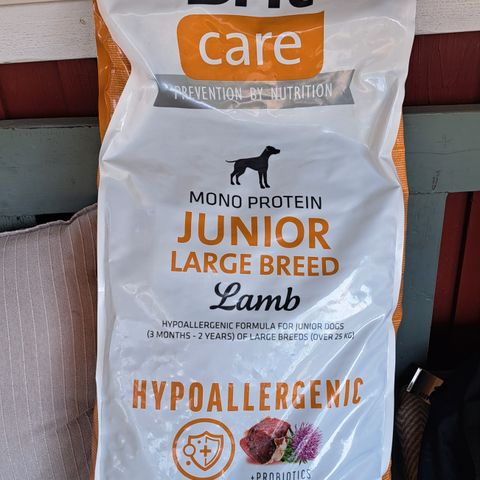 Brit
care
PREVENTION BY NUTRITION
MONO PROTEIN
JUNIOR
LARGE BREED
Lamb
HYPOALLERGENIC FORMULA FOR JUNIOR DOGS
(3 MONTHS - 2 YEARS) OF LARGE BREEDS (OVER 25 KG)
HYPOALLERGENIC
+PROBIOTICS